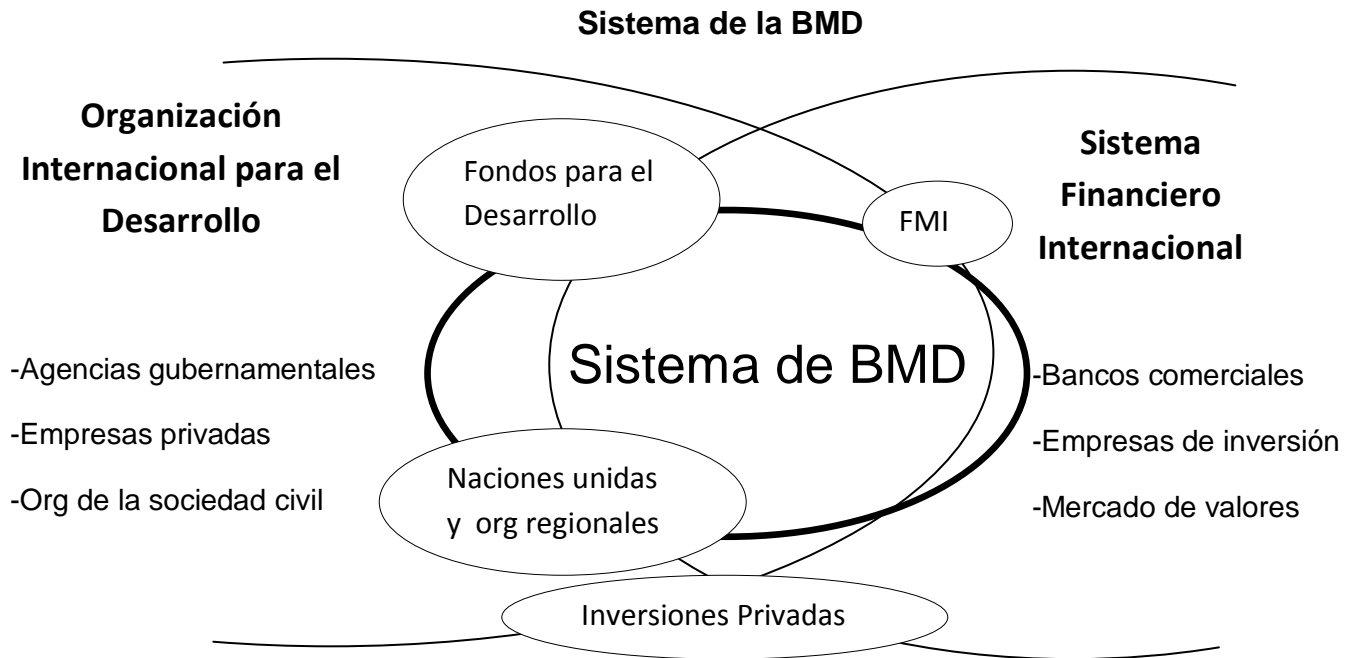 Sistema de la BMD
Organización
Internacional para el
Desarrollo
Fondos para el
Desarrollo
FMI
Sistema
Financiero
Internacional
Sistema de BMD
-Agencias gubernamentales
-Empresas privadas
-Org de la sociedad civil
-Bancos comerciales
-Empresas de inversión
-Mercado de valores
Naciones unidas
y org regionales
Inversiones Privadas